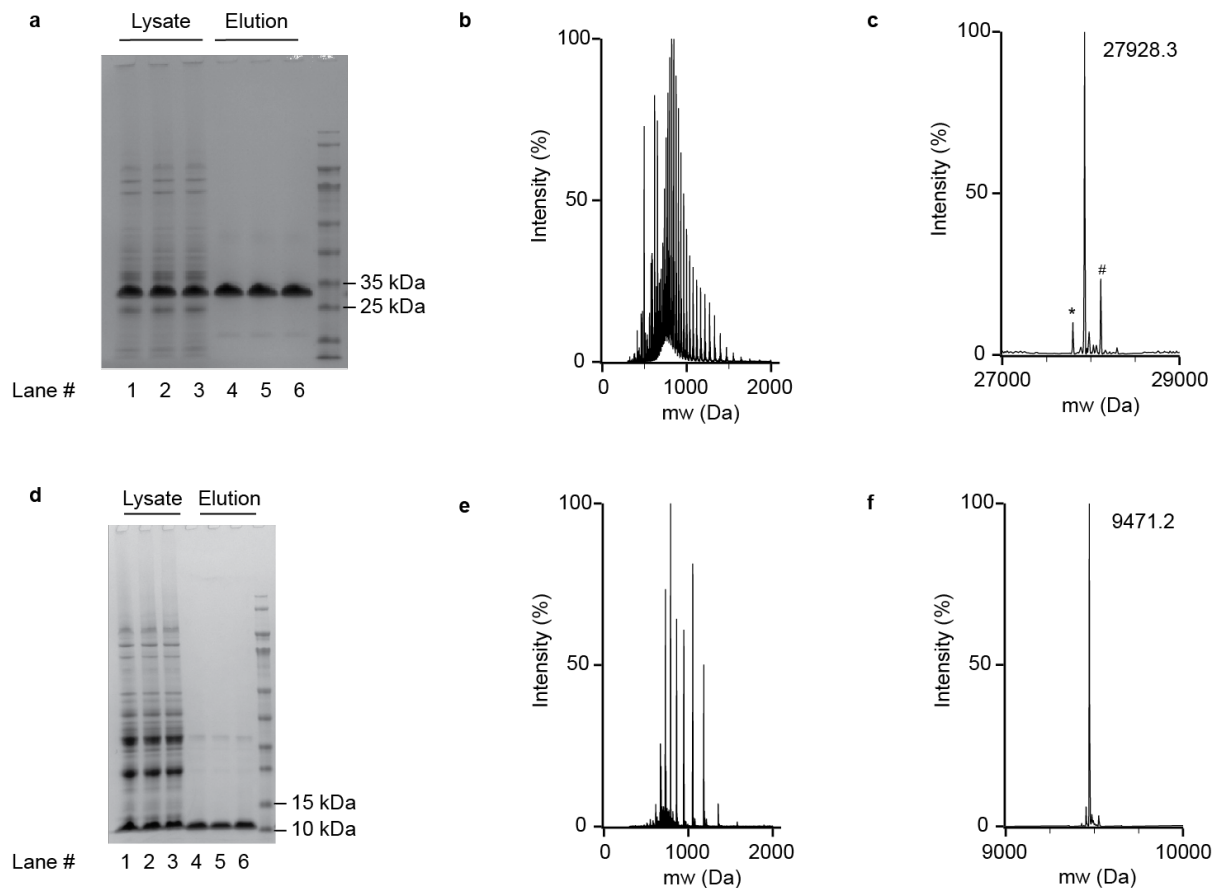 a
Lysate Elution
35 kDa
25 kDa
Lane # 1 2 3 4 5 6
b
100
50
0
Intensity (%)
0 1000 2000
mw (Da)
c
100
50
0
Intensity (%)
27928.3
*
#
27000 29000
mw (Da)
d
Lysate Elution
15 kDa
10 kDa
Lane # 1 2 3 4 5 6
e
100
50
0
Intensity (%)
0 1000 2000
mw (Da)
f
100
50
0
Intensity (%)
9471.2
9000 10000
mw (Da)